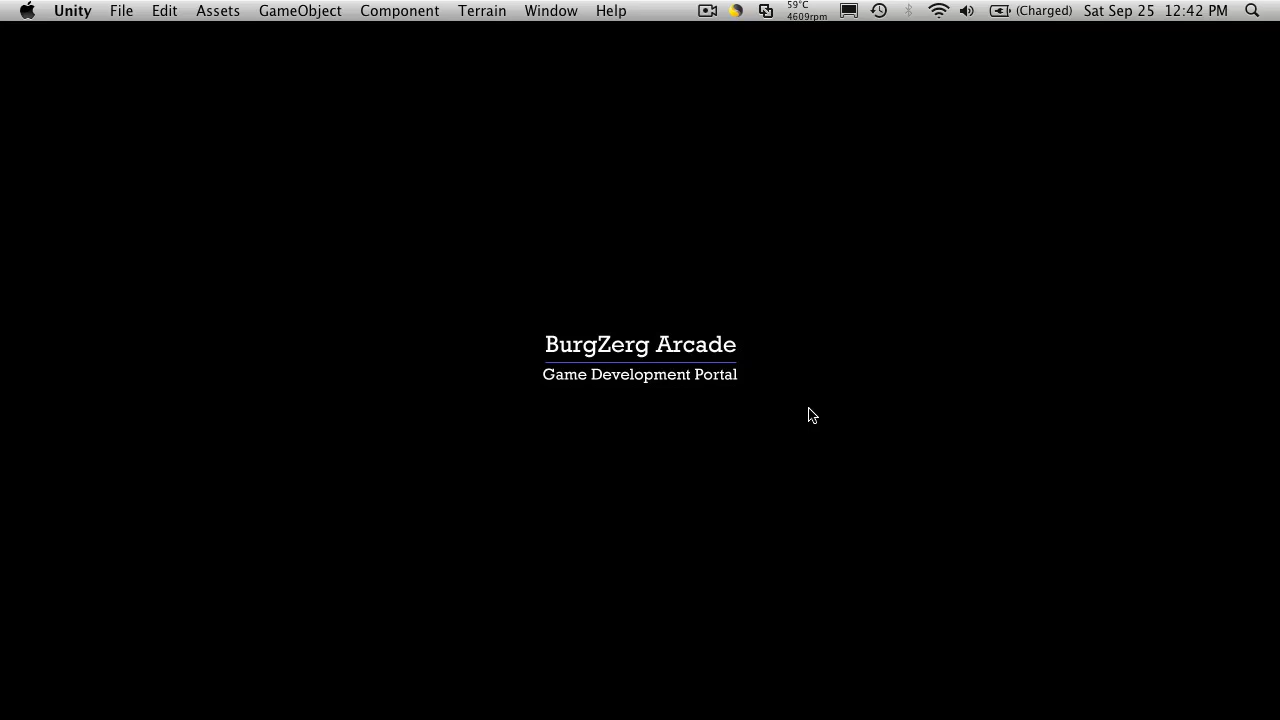 Unity File Edit Assets GameObject Component Terrain Window Help 59°C 4609rpm (Charged) Sat Sep 25 12:42 PM
BurgZerg Arcade
Game Development Portal